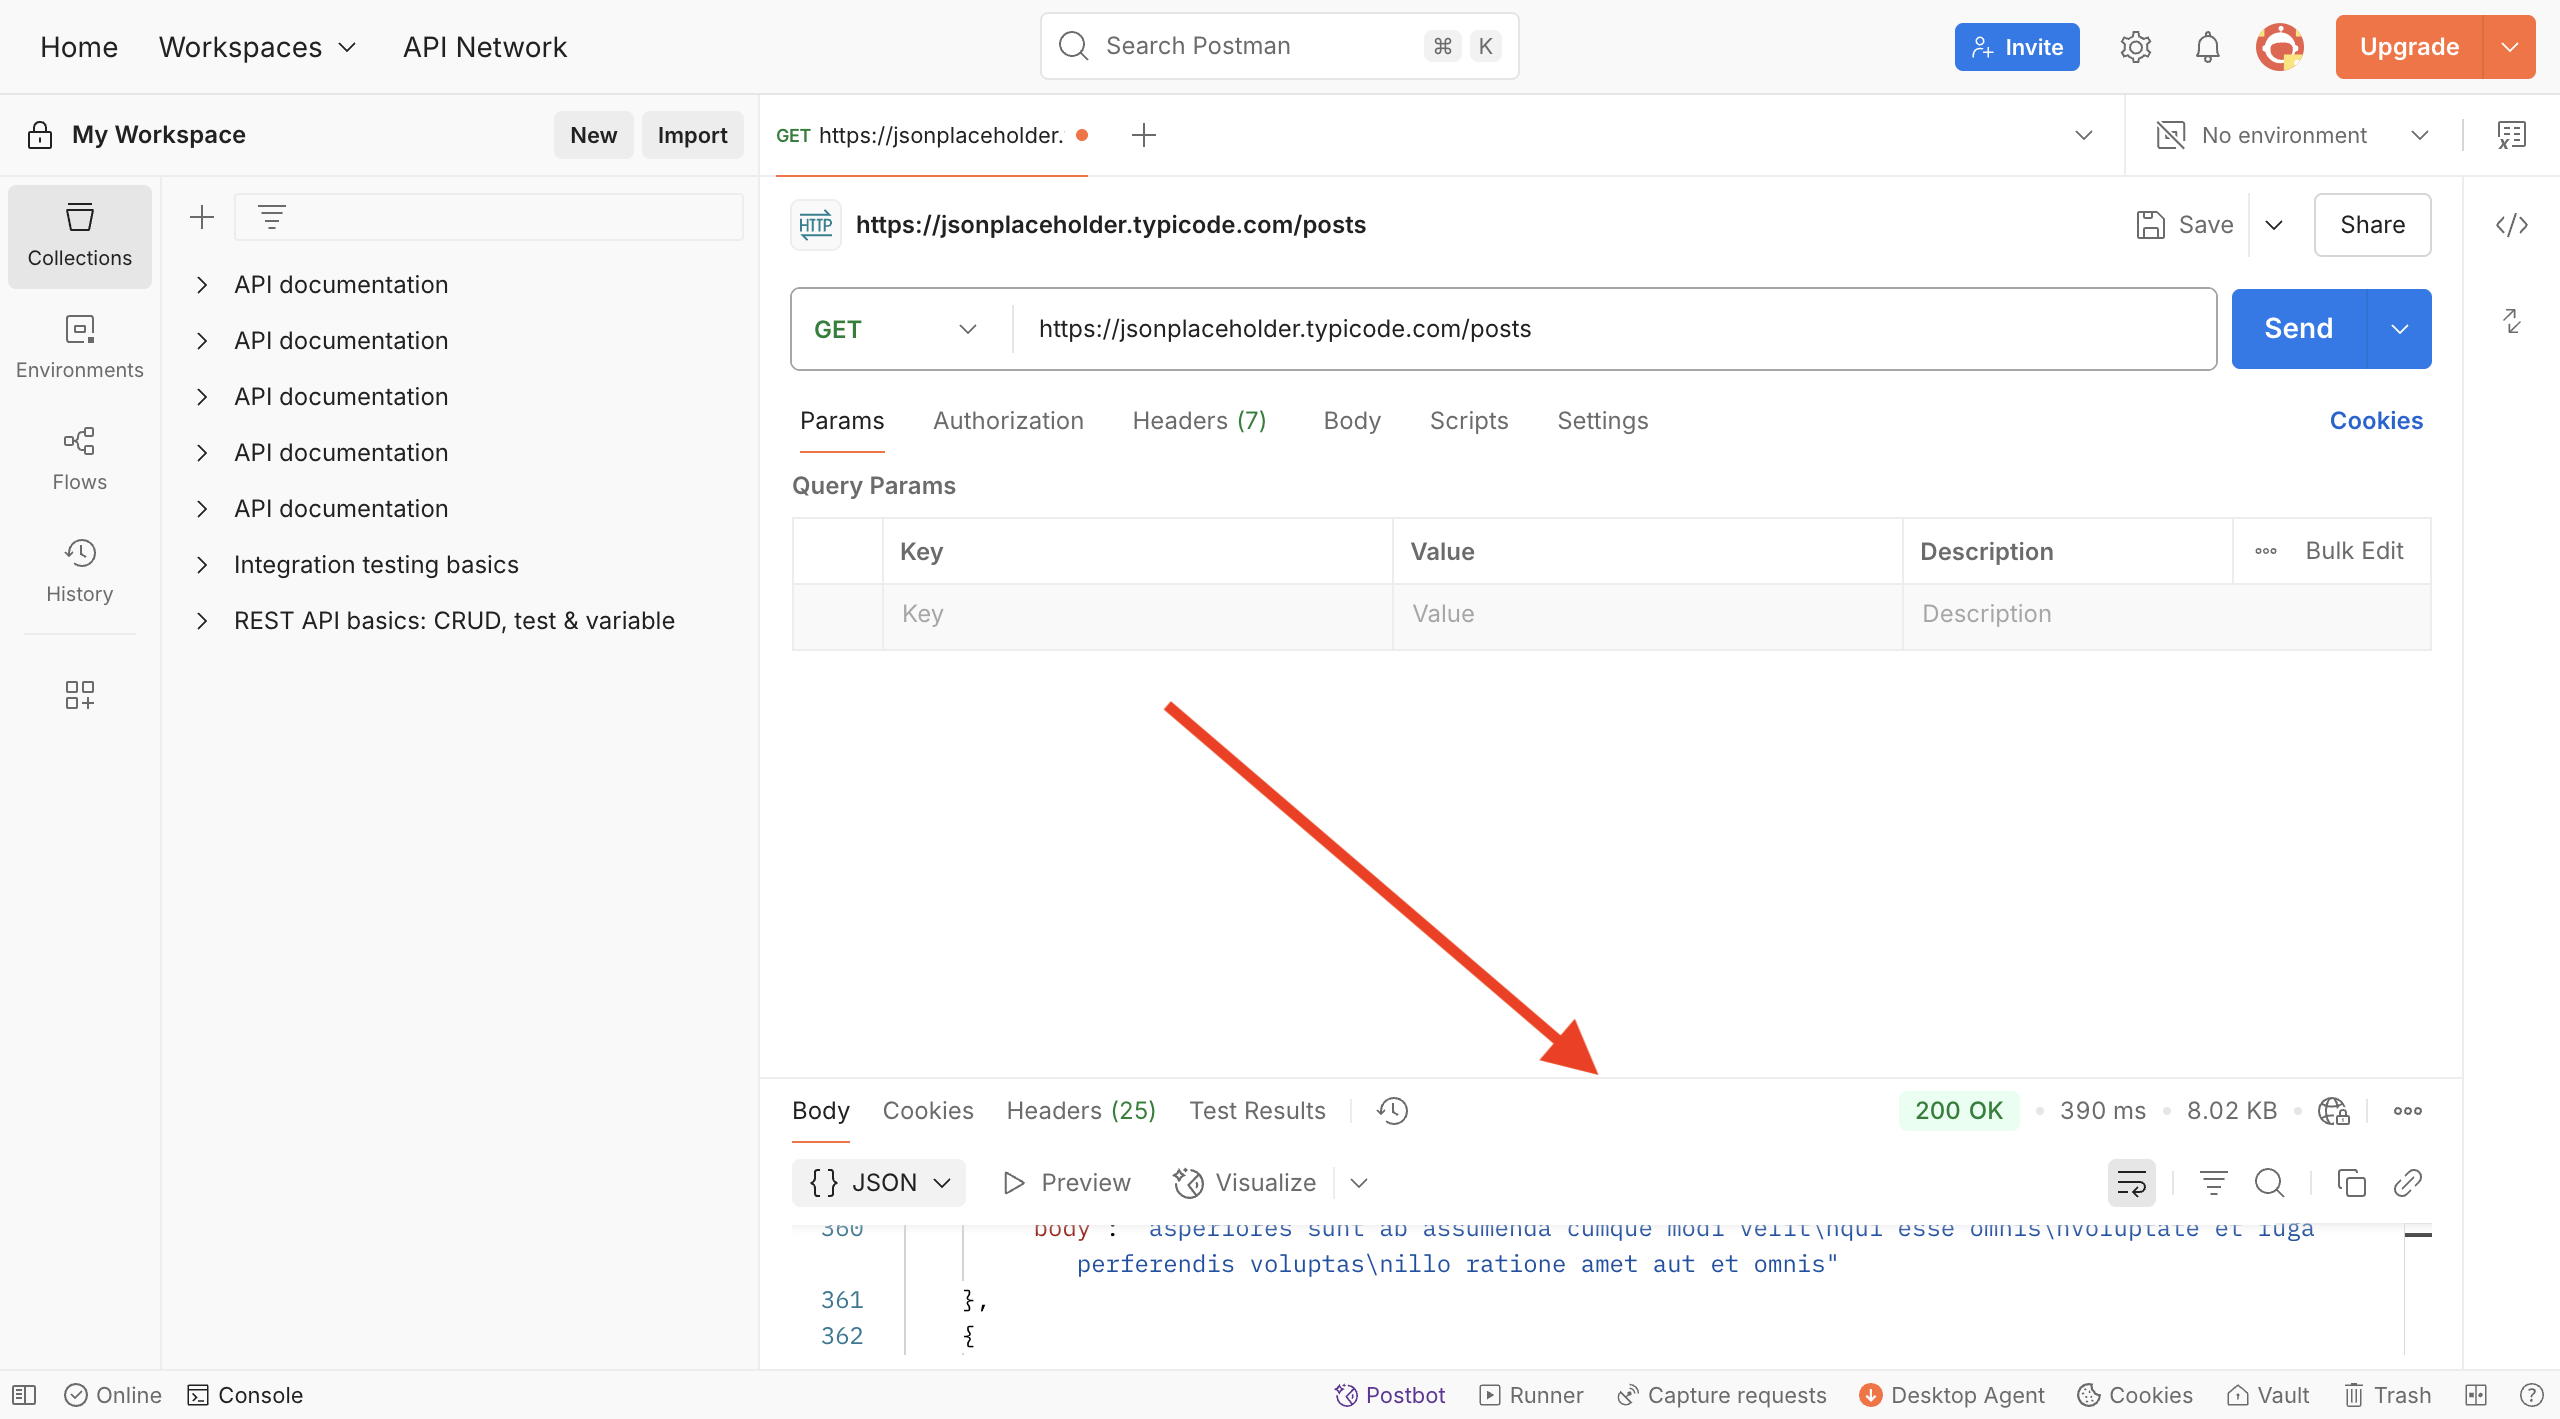 Home Workspaces API Network
Search Postman ⌘ K
Invite
Upgrade
My Workspace
New Import
GET https://jsonplaceholder.
No environment
Collections
Environments
Flows
History
API documentation
API documentation
API documentation
API documentation
API documentation
Integration testing basics
REST API basics: CRUD, test & variable
HTTP https://jsonplaceholder.typicode.com/posts
Save
Share
GET https://jsonplaceholder.typicode.com/posts
Send
Params Authorization Headers (7) Body Scripts Settings
Cookies
Query Params
Key Value Description Bulk Edit
Key Value Description
Body Cookies Headers (25) Test Results
200 OK 390 ms 8.02 KB
{} JSON Preview Visualize
360 body : asperiores sunt ab assumenda cumque modi velit\nqui esse omnis\nvoluptate et fuga
perferendis voluptas\nillo ratione amet aut et omnis"
361 },
362 {
Online Console
Postbot Runner Capture requests Desktop Agent Cookies Vault Trash